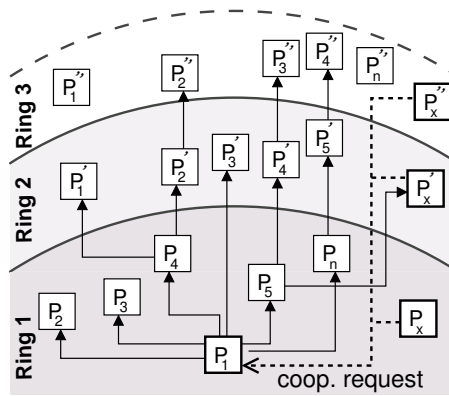 Ring 3
P₁″
P₂″
P₃″
P₄″
Pₙ″
Pₓ″
Ring 2
P₁′
P₂′
P₃′
P₄′
P₅′
Pₓ′
Ring 1
P₄
P₅
Pₙ
P₂
P₃
P₁
Pₓ
coop. request